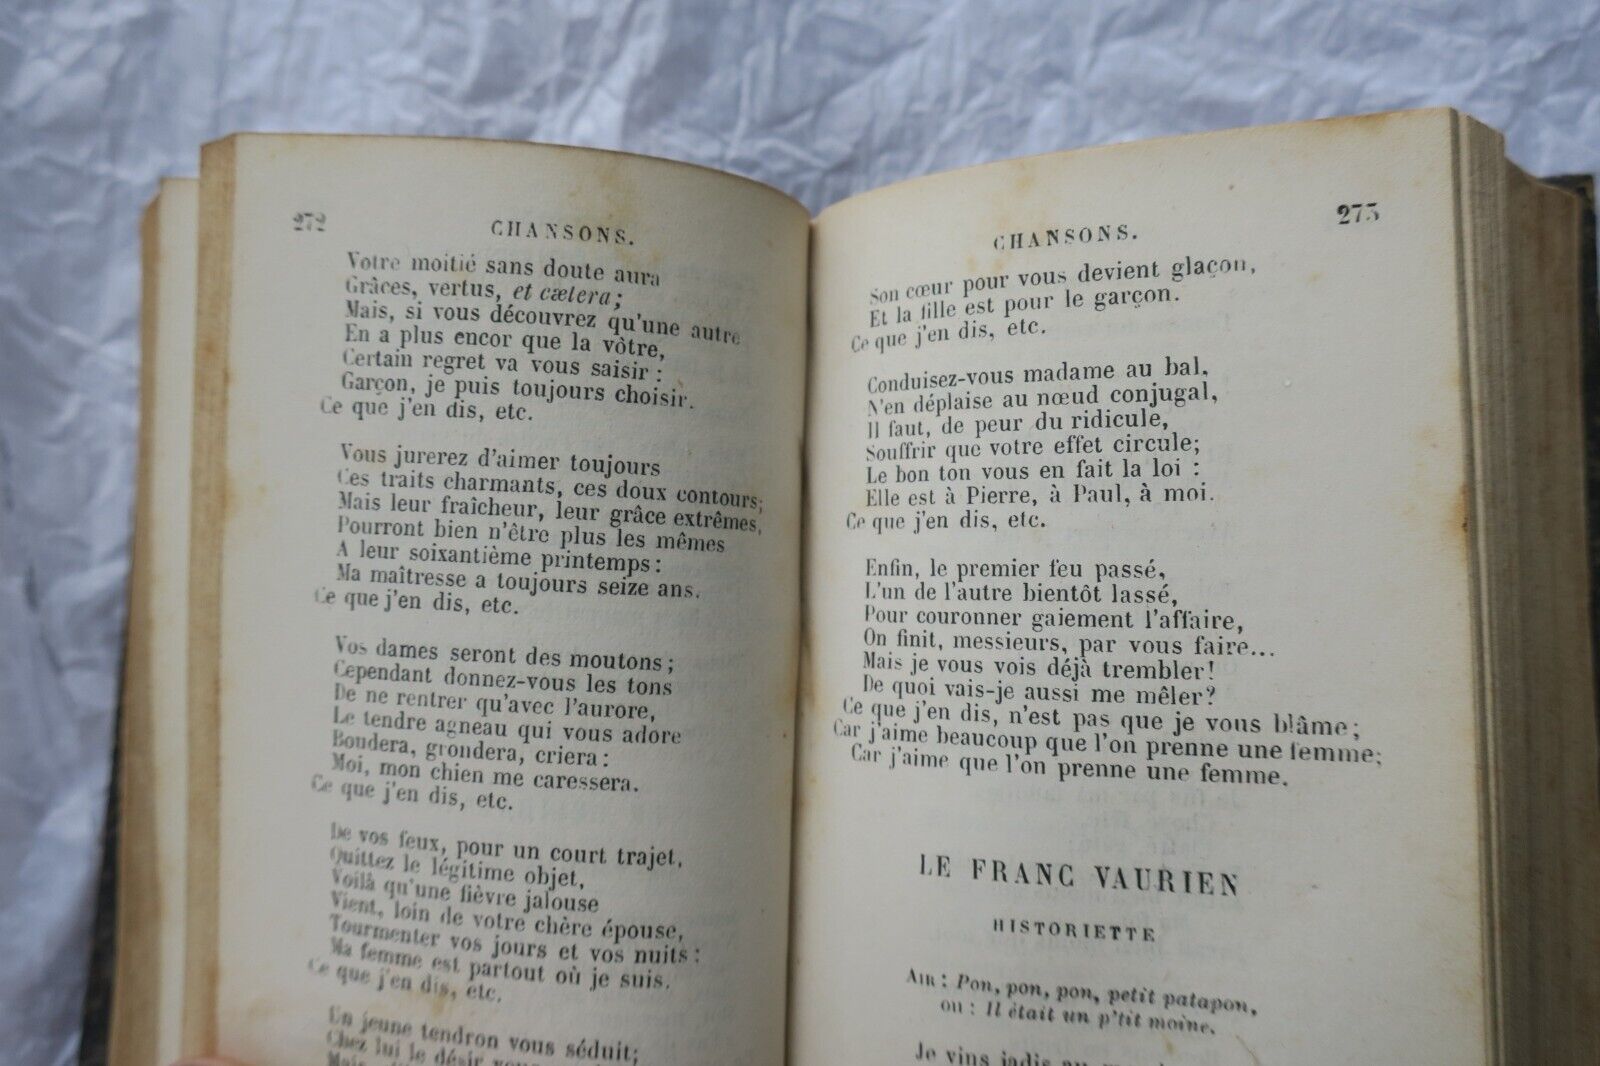 272
CHANSONS.
Votre moitié sans doute aura
Grâces, vertus, et cætera;
Mais, si vous découvrez qu'une autre
En a plus encor que la vôtre,
Certain regret va vous saisir :
Garçon, je puis toujours choisir.
Ce que j'en dis, etc.
Vous jurerez d'aimer toujours
Ces traits charmants, ces doux contours;
Mais leur fraîcheur, leur grâce extrêmes,
Pourront bien n'être plus les mêmes
A leur soixantième printemps :
Ma maîtresse a toujours seize ans.
Ce que j'en dis, etc.
Vos dames seront des moutons ;
Cependant donnez-vous les tons
De ne rentrer qu'avec l'aurore,
Le tendre agneau qui vous adore
Boudera, grondera, criera :
Moi, mon chien me caressera.
Ce que j'en dis, etc.
De vos feux, pour un court trajet,
Quittez le légitime objet,
Voilà qu'une fièvre jalouse
Vient, loin de votre chère épouse,
Tourmenter vos jours et vos nuits :
Ma femme est partout où je suis.
Ce que j'en dis, etc.
Un jeune tendron vous séduit;
Chez lui le désir vous
Mais
273
CHANSONS.
Son cœur pour vous devient glaçon,
Et la fille est pour le garçon.
Ce que j'en dis, etc.
Conduisez-vous madame au bal,
N'en déplaise au nœud conjugal,
Il faut, de peur du ridicule,
Souffrir que votre effet circule;
Le bon ton vous en fait la loi :
Elle est à Pierre, à Paul, à moi.
Ce que j'en dis, etc.
Enfin, le premier feu passé,
L'un de l'autre bientôt lassé,
Pour couronner gaiement l'affaire,
On finit, messieurs, par vous faire...
Mais je vous vois déjà trembler!
De quoi vais-je aussi me mêler?
Ce que j'en dis, n'est pas que je vous blâme;
Car j'aime beaucoup que l'on prenne une femme;
Car j'aime que l'on prenne une femme.
LE FRANC VAURIEN
HISTORIETTE
AIR : Pon, pon, pon, petit patapon,
ou : Il était un p'tit moine.
Je vins jadis au